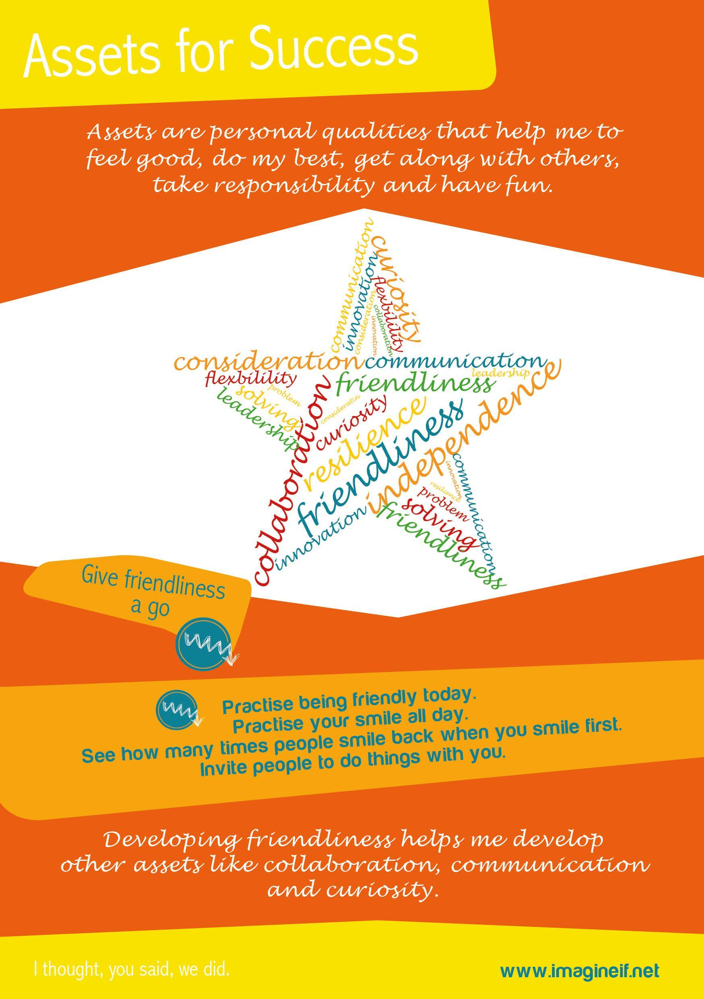 Assets for Success
Assets are personal qualities that help me to
feel good, do my best, get along with others,
take responsibility and have fun.
communication
curiosity
innovation
flexbilility
consideration
collaboration
innovation
consideration
communication
flexbilility
friendliness
leadership
problem
solving
leadership
collaboration
consideratin
curiosity
resilience
friendliness
independence
innovation
communication
innovation
resilience
problem
solving
friendliness
Give friendliness
a go
Practise being friendly today.
Practise your smile all day.
See how many times people smile back when you smile first.
Invite people to do things with you.
Developing friendliness helps me develop
other assets like collaboration, communication
and curiosity.
I thought, you said, we did.
www.imagineif.net